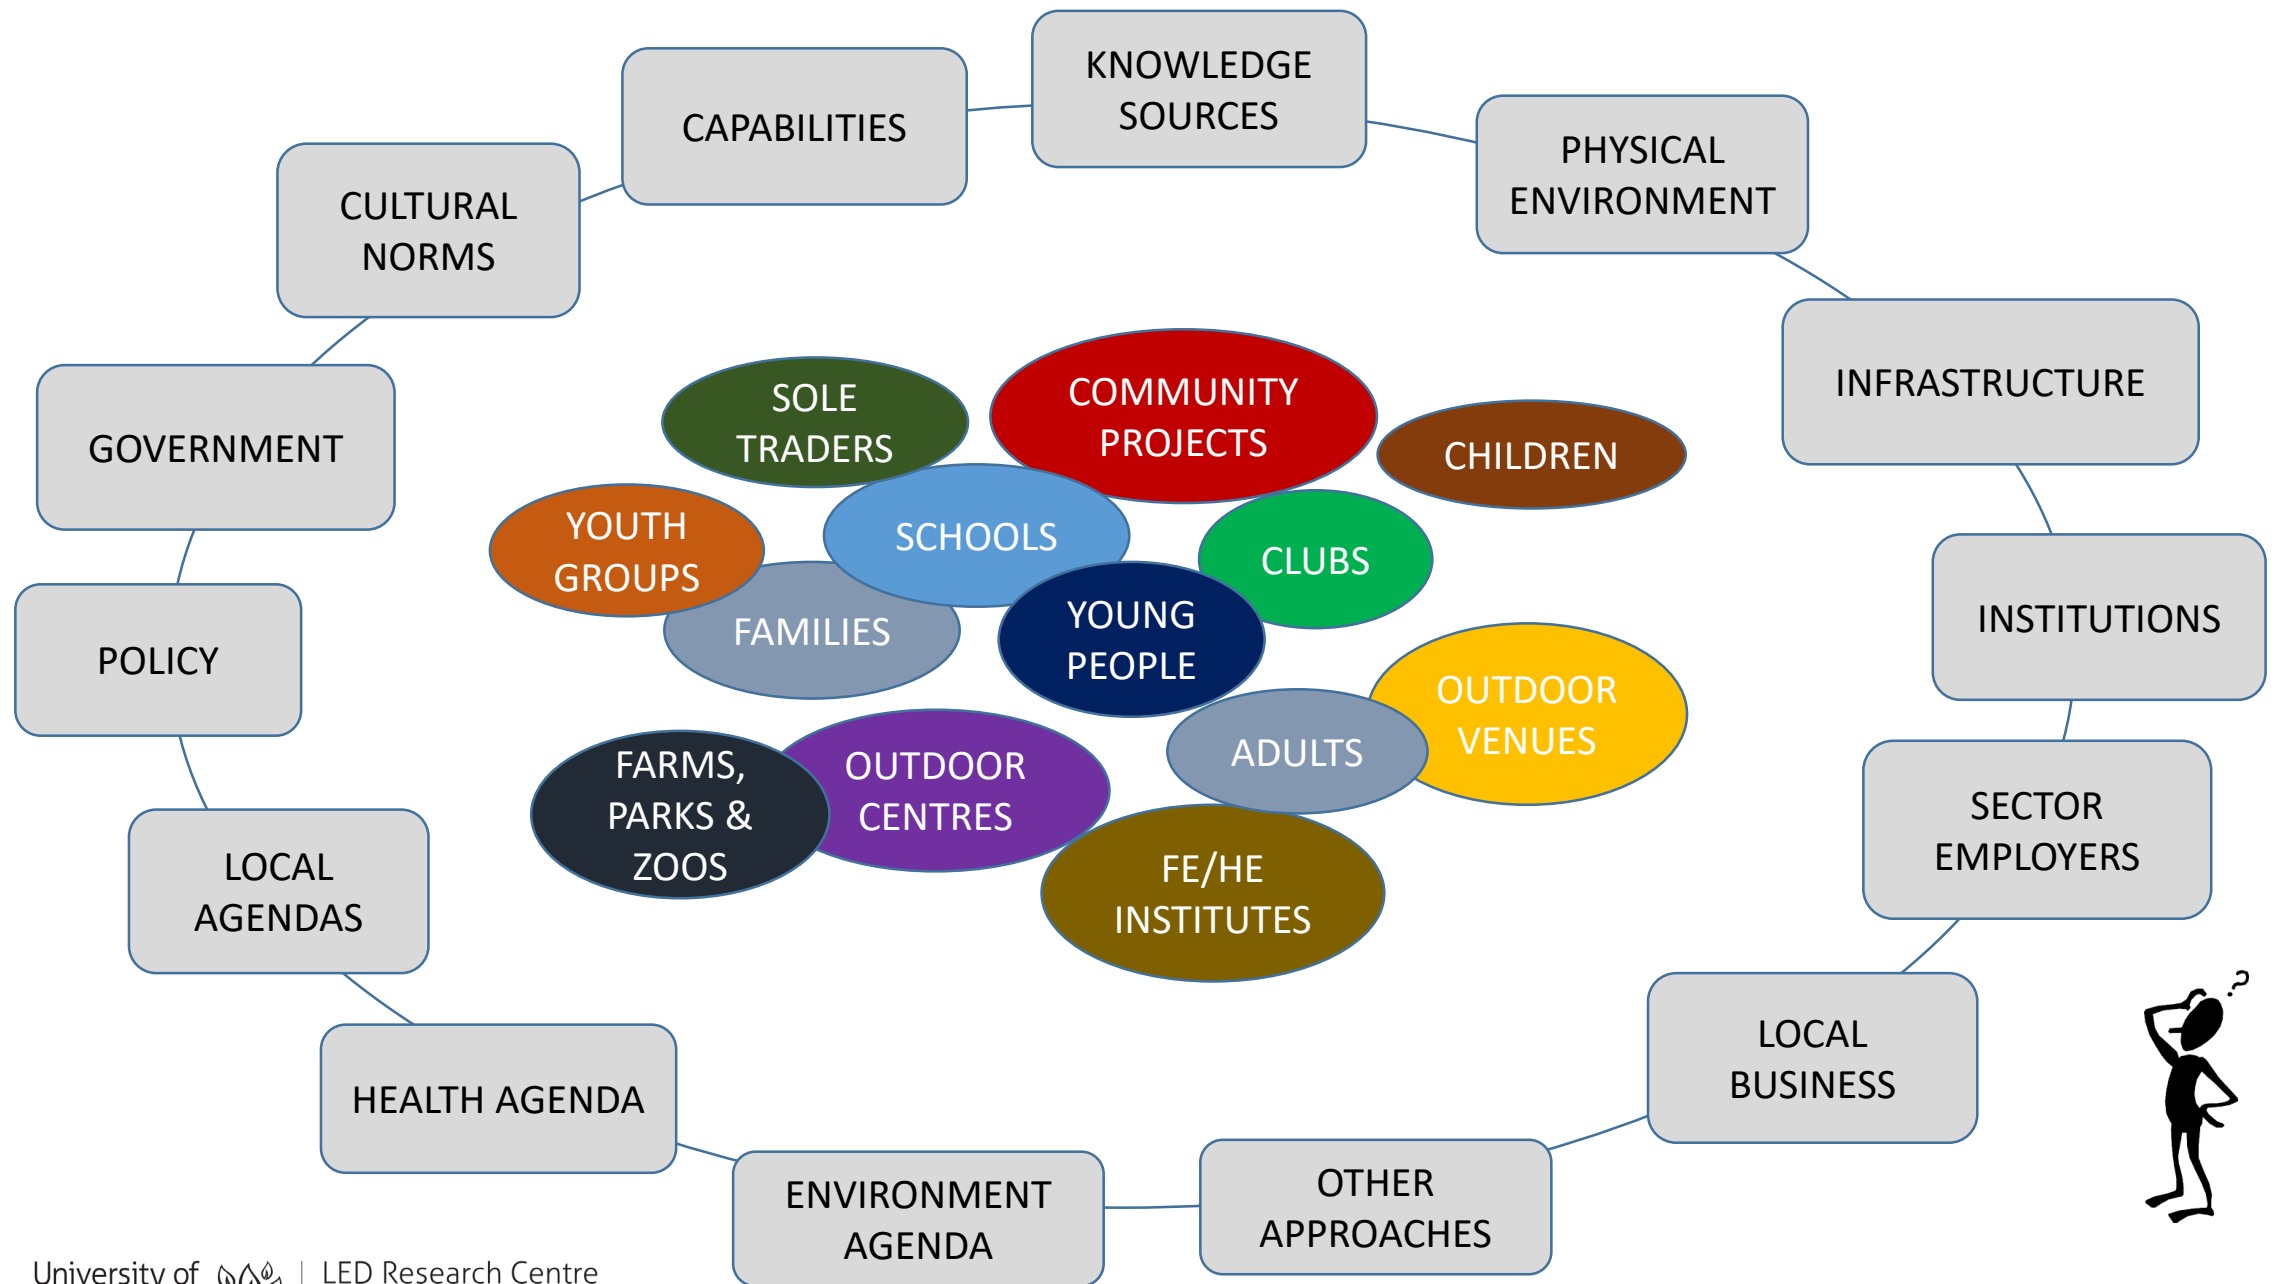 KNOWLEDGE
SOURCES
CAPABILITIES
PHYSICAL
ENVIRONMENT
CULTURAL
NORMS
INFRASTRUCTURE
GOVERNMENT
SOLE
TRADERS
COMMUNITY
PROJECTS
CHILDREN
YOUTH
GROUPS
SCHOOLS
CLUBS
FAMILIES
YOUNG
PEOPLE
INSTITUTIONS
POLICY
OUTDOOR
VENUES
ADULTS
FARMS,
PARKS &
ZOOS
OUTDOOR
CENTRES
FE/HE
INSTITUTES
SECTOR
EMPLOYERS
LOCAL
AGENDAS
?
LOCAL
BUSINESS
HEALTH AGENDA
ENVIRONMENT
AGENDA
OTHER
APPROACHES
University of | LED Research Centre